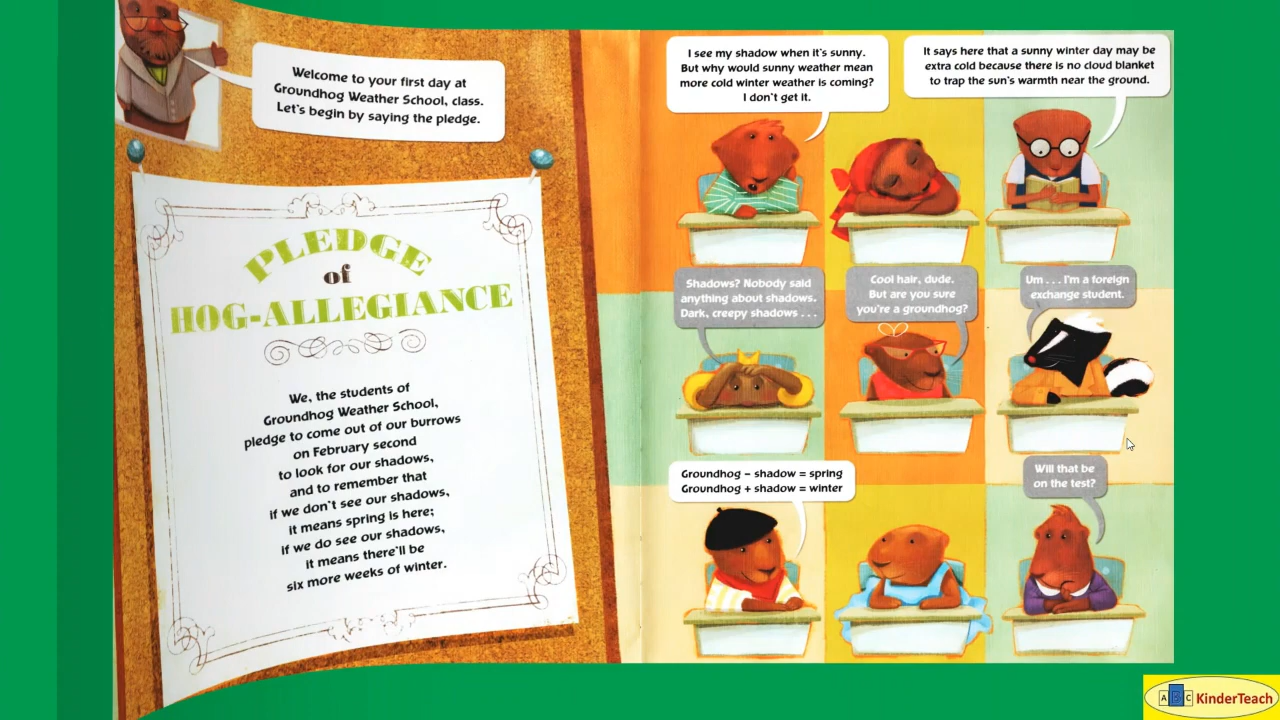 Welcome to your first day at
Groundhog Weather School, class.
Let's begin by saying the pledge.
PLEDGE
of
HOG-ALLEGIANCE
We, the students of
Groundhog Weather School,
pledge to come out of our burrows
on February second
to look for our shadows,
and to remember that
if we don't see our shadows,
it means spring is here;
if we do see our shadows,
it means there'll be
six more weeks of winter.
I see my shadow when it's sunny.
But why would sunny weather mean
more cold winter weather is coming?
I don't get it.
It says here that a sunny winter day may be
extra cold because there is no cloud blanket
to trap the sun's warmth near the ground.
Shadows? Nobody said
anything about shadows.
Dark, creepy shadows . . .
Cool hair, dude.
But are you sure
you're a groundhog?
Um . . . I'm a foreign
exchange student.
Groundhog – shadow = spring
Groundhog + shadow = winter
Will that be
on the test?
ABC KinderTeach